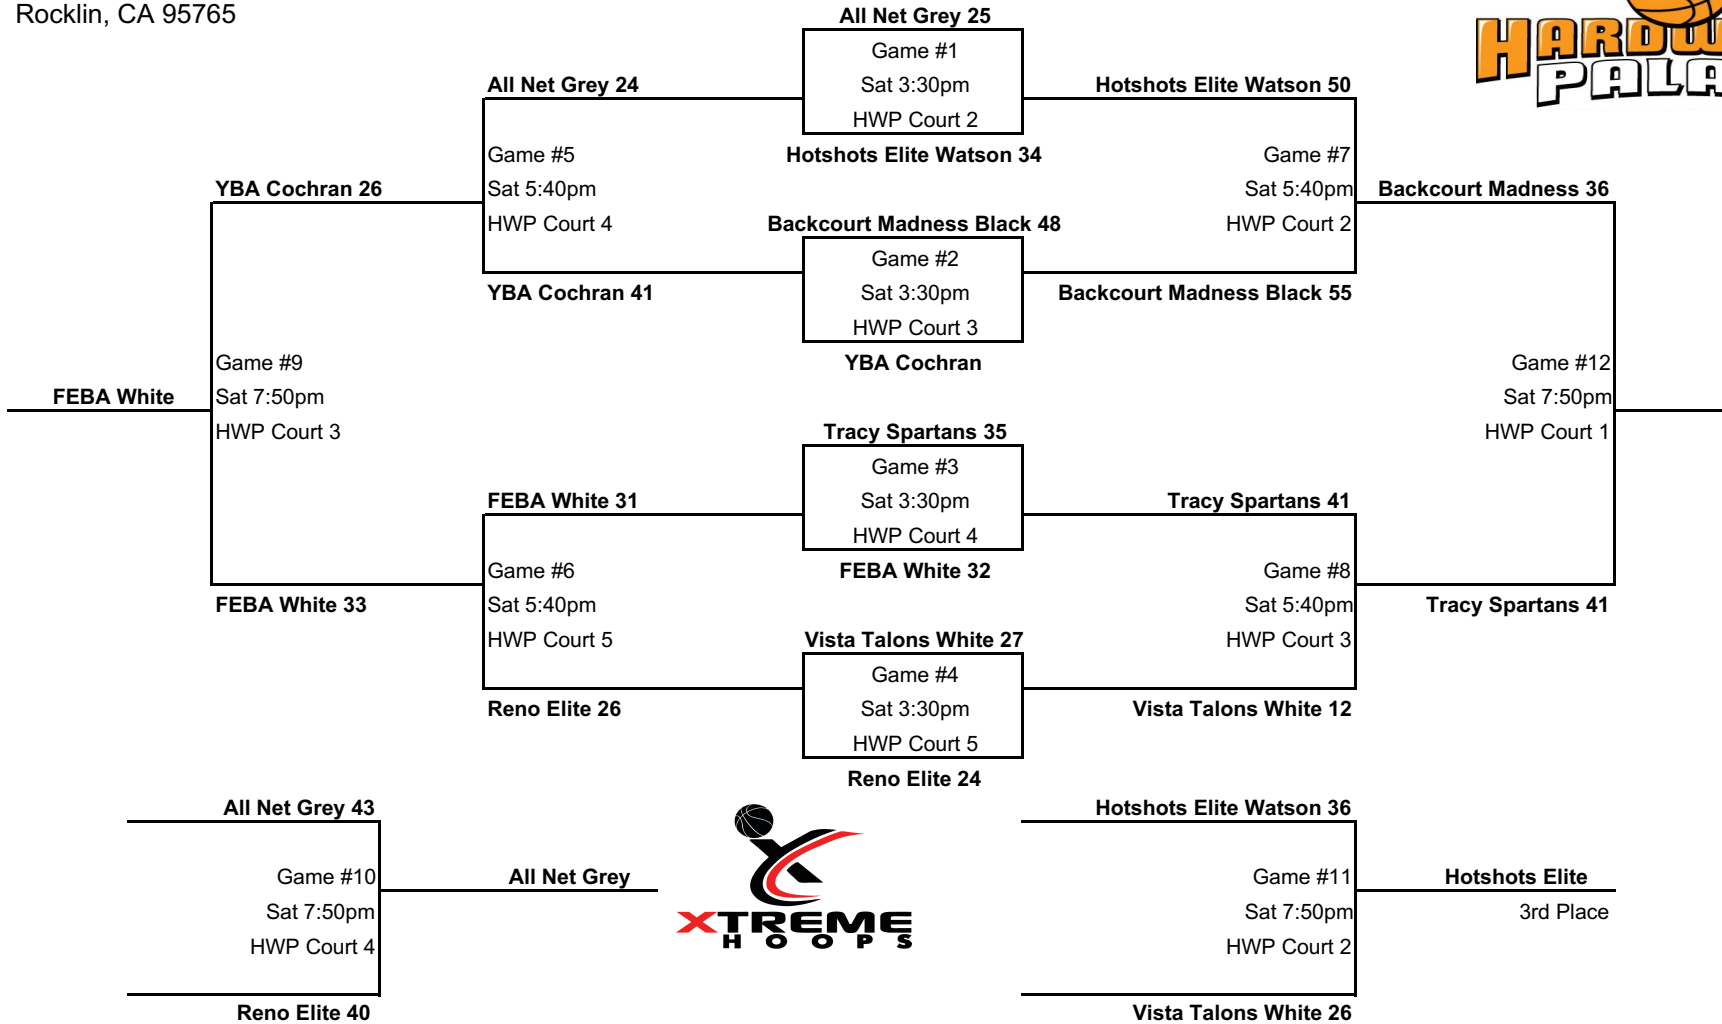 Rocklin, CA 95765
All Net Grey 25
Game #1
Sat 3:30pm
HWP Court 2
Hotshots Elite Watson 34
All Net Grey 24
Game #5
Sat 5:40pm
HWP Court 4
YBA Cochran 41
Hotshots Elite Watson 50
Game #7
Sat 5:40pm
HWP Court 2
Backcourt Madness Black 55
Backcourt Madness Black 48
Game #2
Sat 3:30pm
HWP Court 3
YBA Cochran
YBA Cochran 26
Game #9
Sat 7:50pm
HWP Court 3
FEBA White 33
FEBA White
Backcourt Madness 36
Game #12
Sat 7:50pm
HWP Court 1
Tracy Spartans 41
Tracy Spartans 35
Game #3
Sat 3:30pm
HWP Court 4
FEBA White 32
FEBA White 31
Game #6
Sat 5:40pm
HWP Court 5
Reno Elite 26
Tracy Spartans 41
Game #8
Sat 5:40pm
HWP Court 3
Vista Talons White 12
Vista Talons White 27
Game #4
Sat 3:30pm
HWP Court 5
Reno Elite 24
All Net Grey 43
Game #10
Sat 7:50pm
HWP Court 4
Reno Elite 40
All Net Grey
XTREME
HOOPS
Hotshots Elite Watson 36
Game #11
Sat 7:50pm
HWP Court 2
Vista Talons White 26
Hotshots Elite
3rd Place